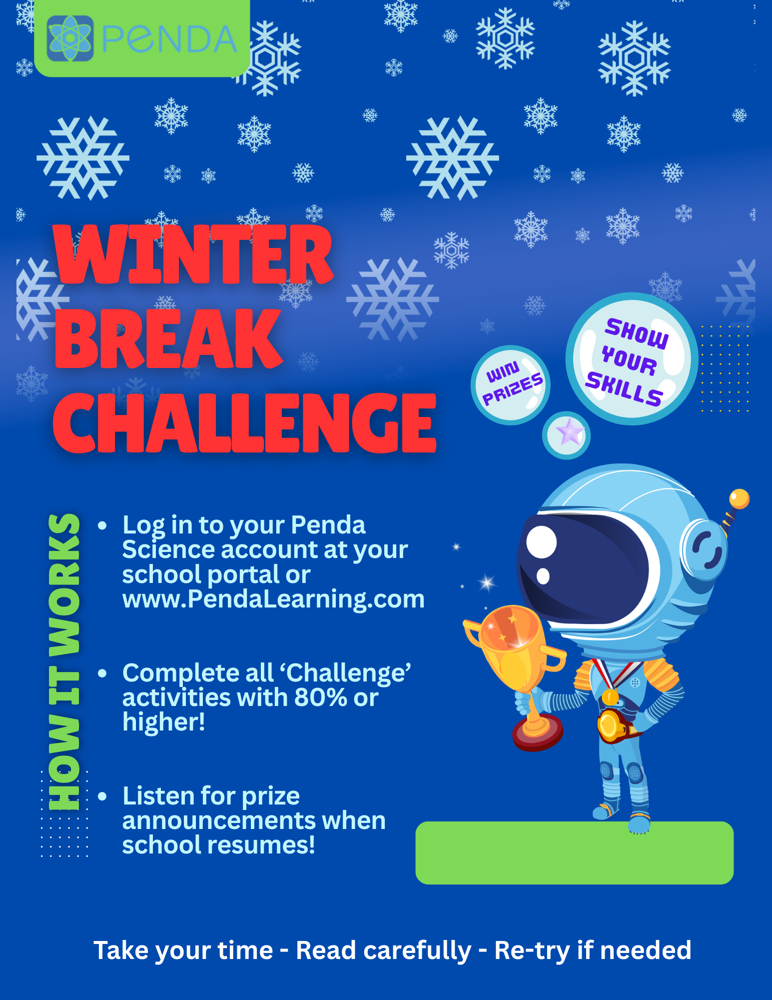 PENDA
WINTER
BREAK
CHALLENGE
WIN
PRIZES
SHOW
YOUR
SKILLS
HOW IT WORKS
• Log in to your Penda
Science account at your
school portal or
www.PendaLearning.com
• Complete all ‘Challenge’
activities with 80% or
higher!
• Listen for prize
announcements when
school resumes!
Take your time - Read carefully - Re-try if needed